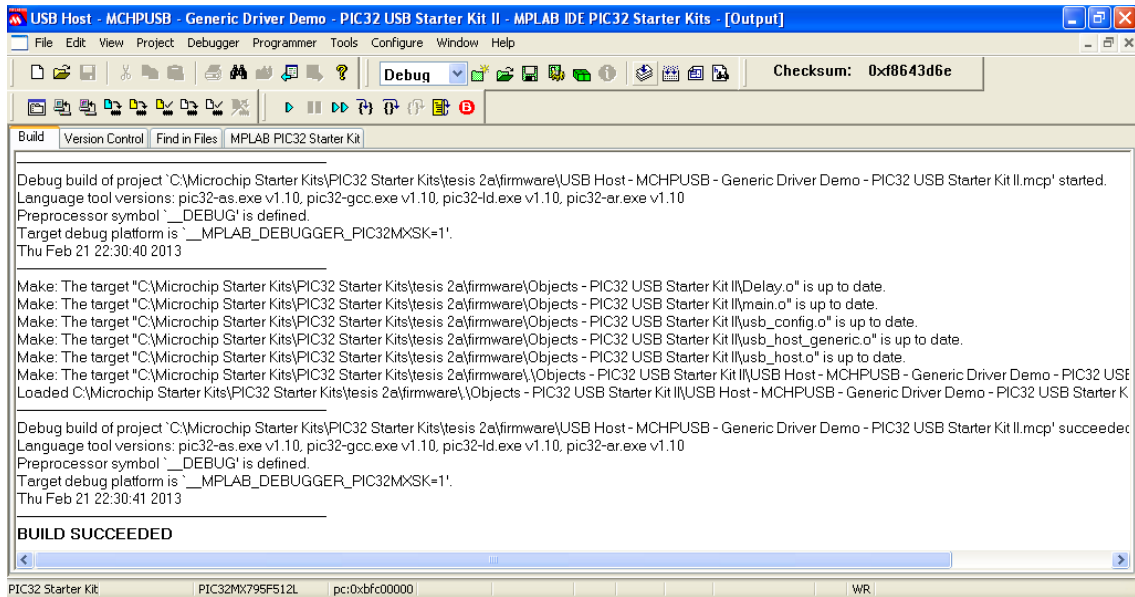 USB Host - MCHPUSB - Generic Driver Demo - PIC32 USB Starter Kit II - MPLAB IDE PIC32 Starter Kits - [Output]
File Edit View Project Debugger Programmer Tools Configure Window Help
Debug Checksum: 0xf8643d6e
Build Version Control Find in Files MPLAB PIC32 Starter Kit
Debug build of project `C:\Microchip Starter Kits\PIC32 Starter Kits\tesis 2a\firmware\USB Host - MCHPUSB - Generic Driver Demo - PIC32 USB Starter Kit II.mcp' started.
Language tool versions: pic32-as.exe v1.10, pic32-gcc.exe v1.10, pic32-ld.exe v1.10, pic32-ar.exe v1.10
Preprocessor symbol `__DEBUG' is defined.
Target debug platform is `__MPLAB_DEBUGGER_PIC32MXSK=1'.
Thu Feb 21 22:30:40 2013
Make: The target "C:\Microchip Starter Kits\PIC32 Starter Kits\tesis 2a\firmware\Objects - PIC32 USB Starter Kit II\Delay.o" is up to date.
Make: The target "C:\Microchip Starter Kits\PIC32 Starter Kits\tesis 2a\firmware\Objects - PIC32 USB Starter Kit II\main.o" is up to date.
Make: The target "C:\Microchip Starter Kits\PIC32 Starter Kits\tesis 2a\firmware\Objects - PIC32 USB Starter Kit II\usb_config.o" is up to date.
Make: The target "C:\Microchip Starter Kits\PIC32 Starter Kits\tesis 2a\firmware\Objects - PIC32 USB Starter Kit II\usb_host_generic.o" is up to date.
Make: The target "C:\Microchip Starter Kits\PIC32 Starter Kits\tesis 2a\firmware\Objects - PIC32 USB Starter Kit II\usb_host.o" is up to date.
Make: The target "C:\Microchip Starter Kits\PIC32 Starter Kits\tesis 2a\firmware\.\Objects - PIC32 USB Starter Kit II\USB Host - MCHPUSB - Generic Driver Demo - PIC32 USE
Loaded C:\Microchip Starter Kits\PIC32 Starter Kits\tesis 2a\firmware\.\Objects - PIC32 USB Starter Kit II\USB Host - MCHPUSB - Generic Driver Demo - PIC32 USB Starter K
Debug build of project `C:\Microchip Starter Kits\PIC32 Starter Kits\tesis 2a\firmware\USB Host - MCHPUSB - Generic Driver Demo - PIC32 USB Starter Kit II.mcp' succeeded
Language tool versions: pic32-as.exe v1.10, pic32-gcc.exe v1.10, pic32-ld.exe v1.10, pic32-ar.exe v1.10
Preprocessor symbol `__DEBUG' is defined.
Target debug platform is `__MPLAB_DEBUGGER_PIC32MXSK=1'.
Thu Feb 21 22:30:41 2013
BUILD SUCCEEDED
PIC32 Starter Kit PIC32MX795F512L pc:0xbfc00000 WR